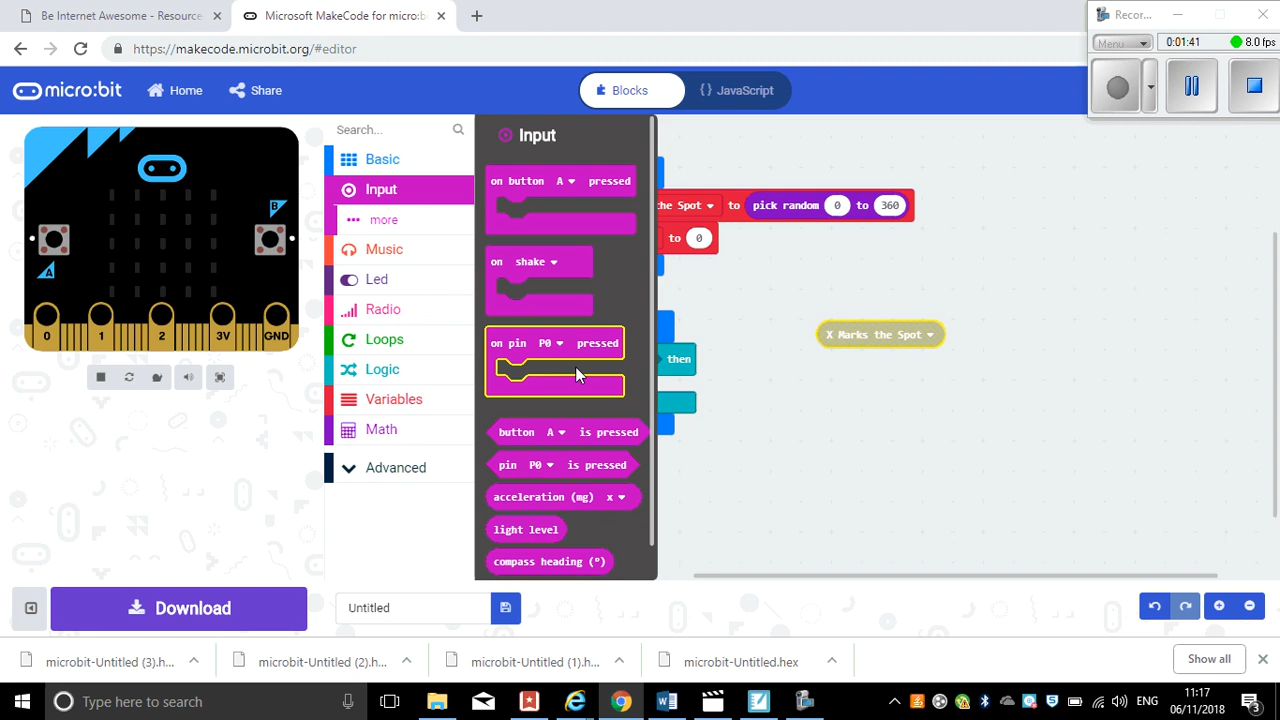 Be Internet Awesome - Resource
Microsoft MakeCode for micro:b
Recor...
https://makecode.microbit.org/#editor
Menu
0:01:41
8.0 fps
micro:bit
Home
Share
Blocks
{} JavaScript
Search...
Basic
Input
more
Music
Led
Radio
Loops
Logic
Variables
Math
Advanced
Input
on button A pressed
on shake
on pin P0 pressed
button A is pressed
pin P0 is pressed
acceleration (mg) x
light level
compass heading (°)
the Spot to pick random 0 to 360
to 0
X Marks the Spot
then
A
B
0 1 2 3V GND
Download
Untitled
microbit-Untitled (3).h...
microbit-Untitled (2).h...
microbit-Untitled (1).h...
microbit-Untitled.hex
Show all
Type here to search
ENG
11:17
06/11/2018
3